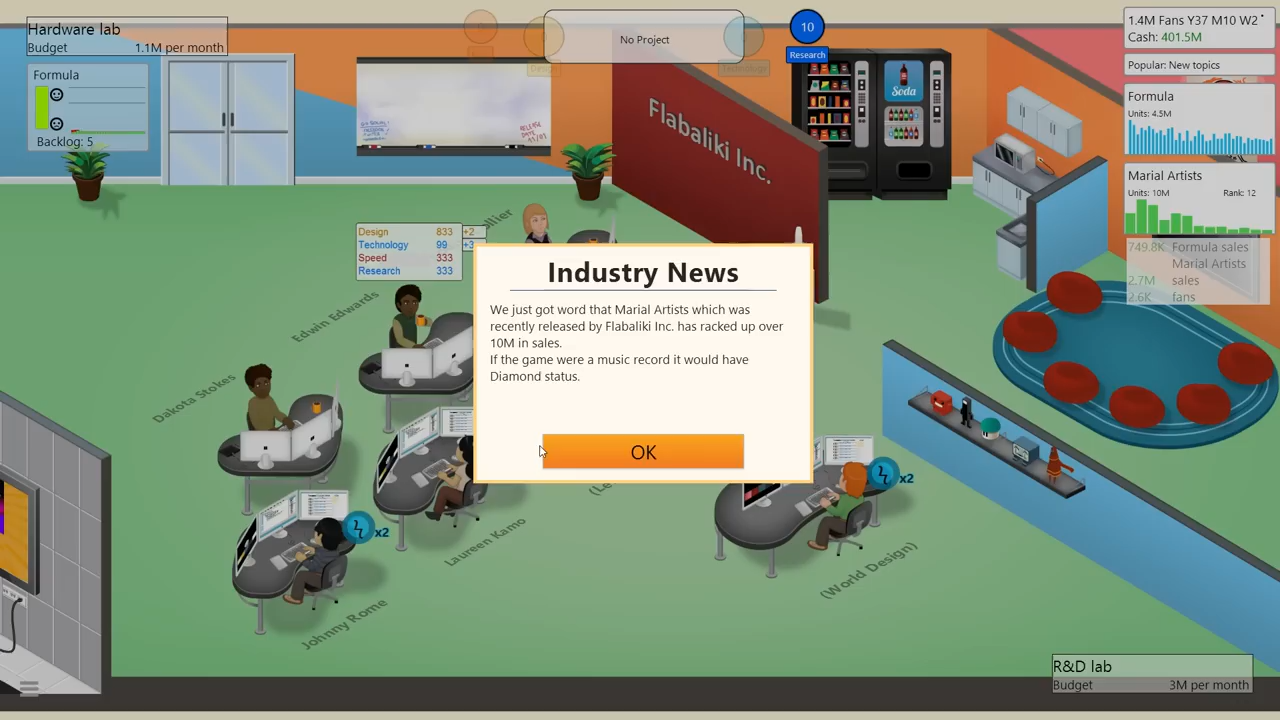 Hardware lab
Budget 1.1M per month
Formula
Backlog: 5
No Project
10
Research
Design
Technology
1.4M Fans Y37 M10 W2
Cash: 401.5M
Popular: New topics
Formula
Units: 4.5M
Marial Artists
Units: 10M Rank: 12
749.8K Formula sales
Marial Artists
2.7M sales
2.6K fans
Soda
Flabaliki Inc.
RELEASE
Design 833 +2
Technology 99
Speed 333
Research 333
Industry News
We just got word that Marial Artists which was
recently released by Flabaliki Inc. has racked up over
10M in sales.
If the game were a music record it would have
Diamond status.
OK
Edwin Edwards
Dakota Stokes
Laureen Kamo
Johnny Rome
x2
x2
(World Design)
R&D lab
Budget 3M per month